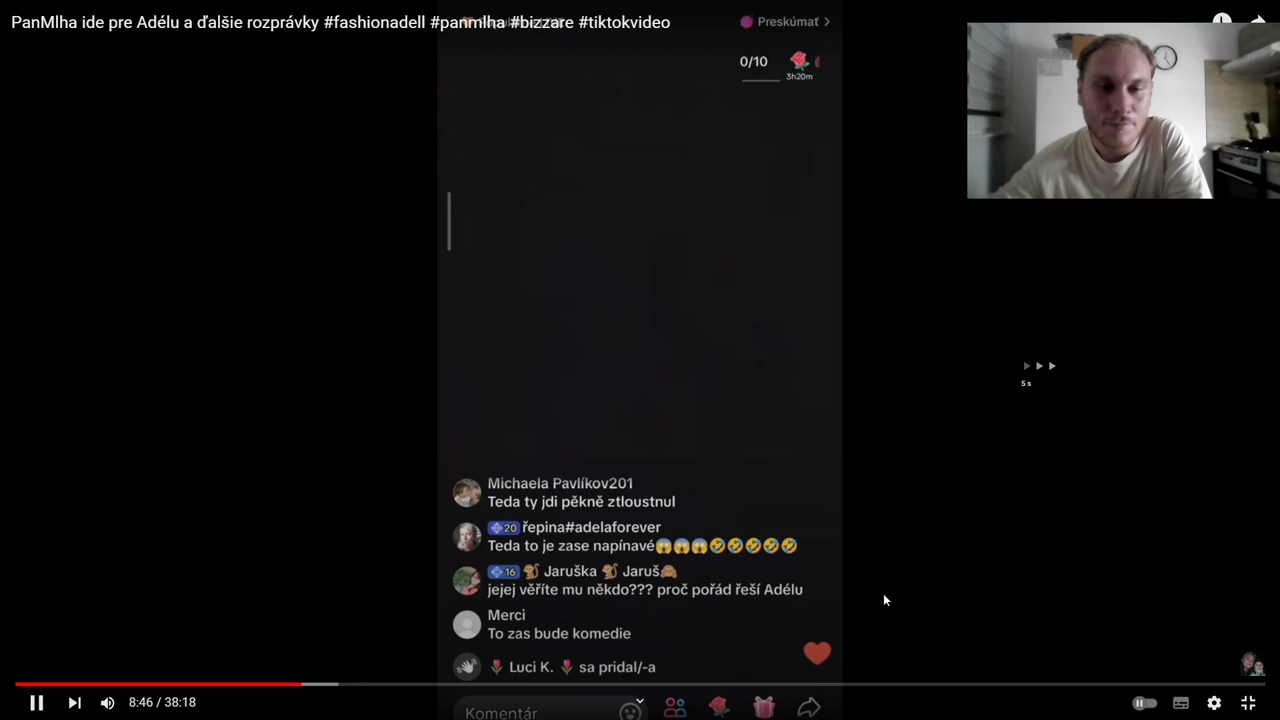 PanMlha ide pre Adélu a ďalšie rozprávky #fashionadell #panmlha #bizzare #tiktokvideo
Preskúmať
0/10
3h20m
5 s
Michaela Pavlíkov201
Teda ty jdi pěkně ztloustnul
20 řepina#adelaforever
Teda to je zase napínavé😱😱😱🤣🤣🤣🤣🤣
16 🐒 Jaruška 🐒 Jaruš🙈
jejej věříte mu někdo??? proč pořád řeší Adélu
Merci
To zas bude komedie
🌷 Luci K. 🌷 sa pridal/-a
Komentár
8:46 / 38:18